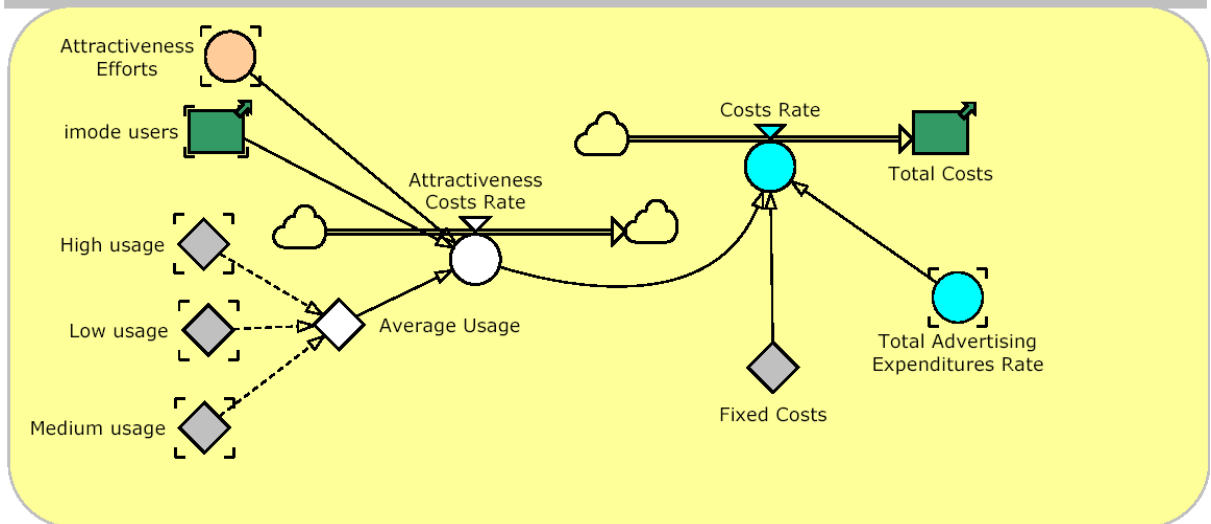 Attractiveness
Efforts
imode users
Costs Rate
Total Costs
Attractiveness
Costs Rate
High usage
Low usage
Average Usage
Total Advertising
Expenditures Rate
Fixed Costs
Medium usage